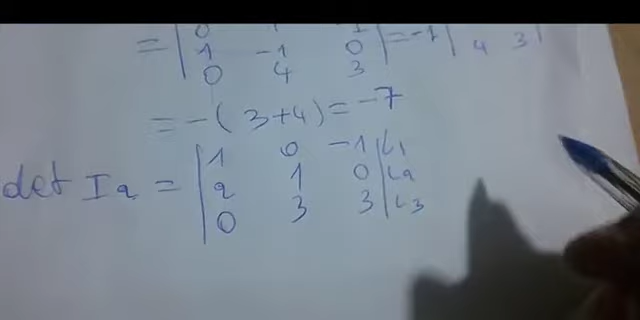 = | 1 -1 0 | = -1 | 4 3 |
0 4 3
= -( 3+4 ) = -7
det I2 = | 1 0 -1 | L1
2 1 0 | L2
0 3 3 | L3